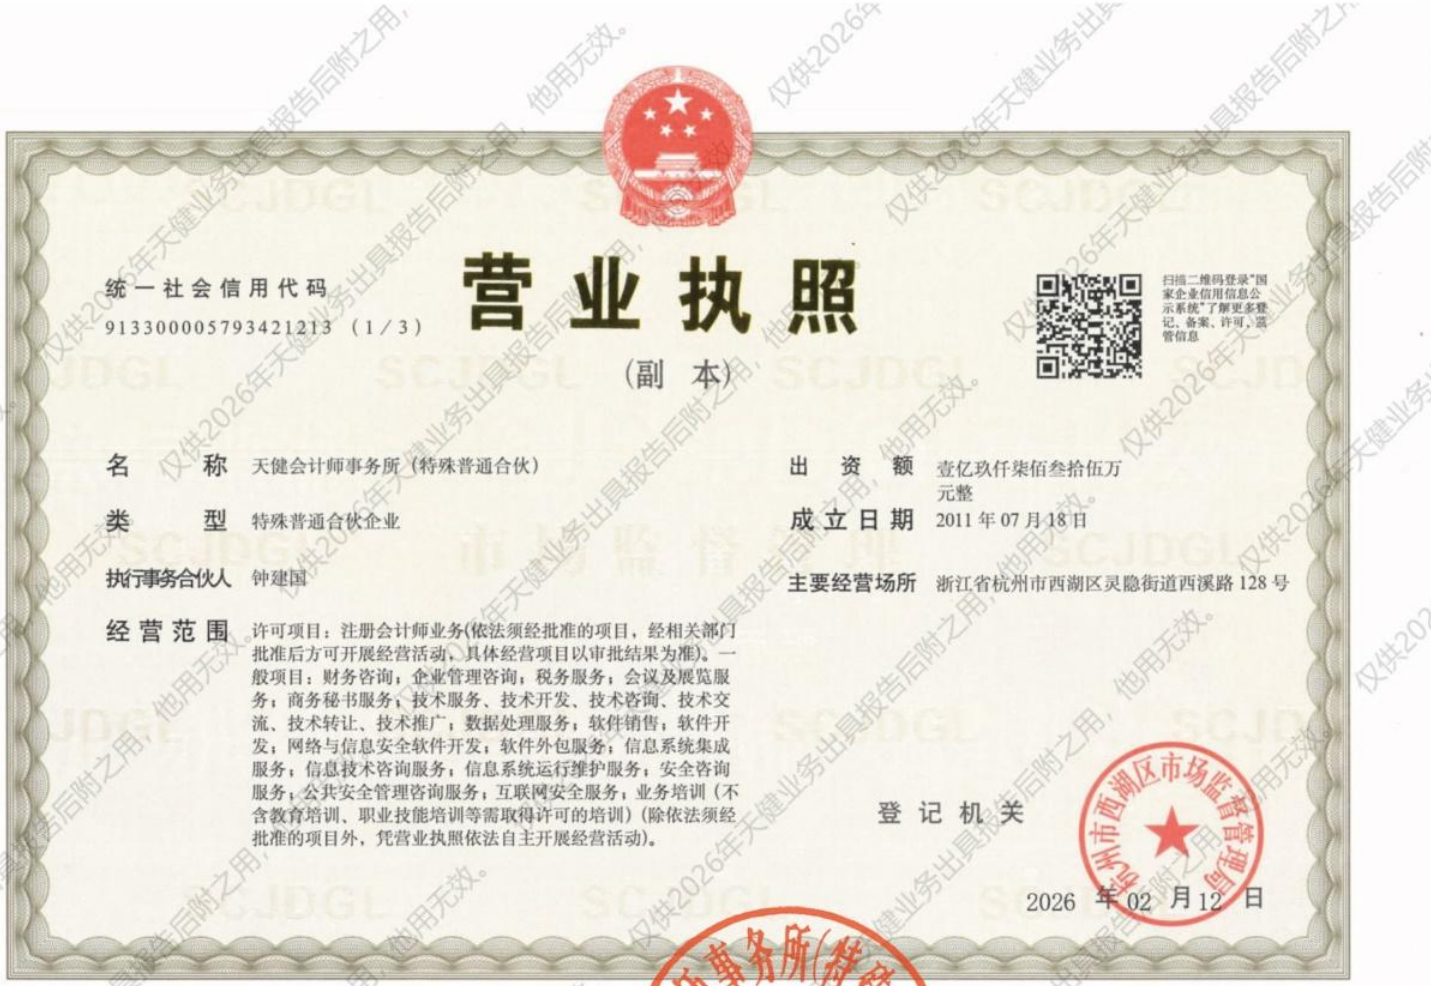 营业执照
(副 本)
统一社会信用代码
913300005793421213 (1/3)
扫描二维码登录“国
家企业信用信息公
示系统”了解更多登
记、备案、许可、监
管信息
名 称 天健会计师事务所（特殊普通合伙）
类 型 特殊普通合伙企业
执行事务合伙人 钟建国
经营范围 许可项目：注册会计师业务(依法须经批准的项目，经相关部门
批准后方可开展经营活动，具体经营项目以审批结果为准)。一
般项目：财务咨询；企业管理咨询；税务服务；会议及展览服
务；商务秘书服务；技术服务、技术开发、技术咨询、技术交
流、技术转让、技术推广；数据处理服务；软件销售；软件开
发；网络与信息安全软件开发；软件外包服务；信息系统集成
服务；信息技术咨询服务；信息系统运行维护服务；安全咨询
服务；公共安全管理咨询服务；互联网安全服务；业务培训（不
含教育培训、职业技能培训等需取得许可的培训）(除依法须经
批准的项目外，凭营业执照依法自主开展经营活动)。
出 资 额 壹亿玖仟柒佰叁拾伍万
元整
成立日期 2011 年 07 月 18 日
主要经营场所 浙江省杭州市西湖区灵隐街道西溪路 128 号
登记机关
杭州市西湖区市场监督管理局
2026 年 02 月 12 日
事务所(特殊
仅供2026年天健业务出具报告后附之用，他用无效。
SCJDGL
市场监督管理